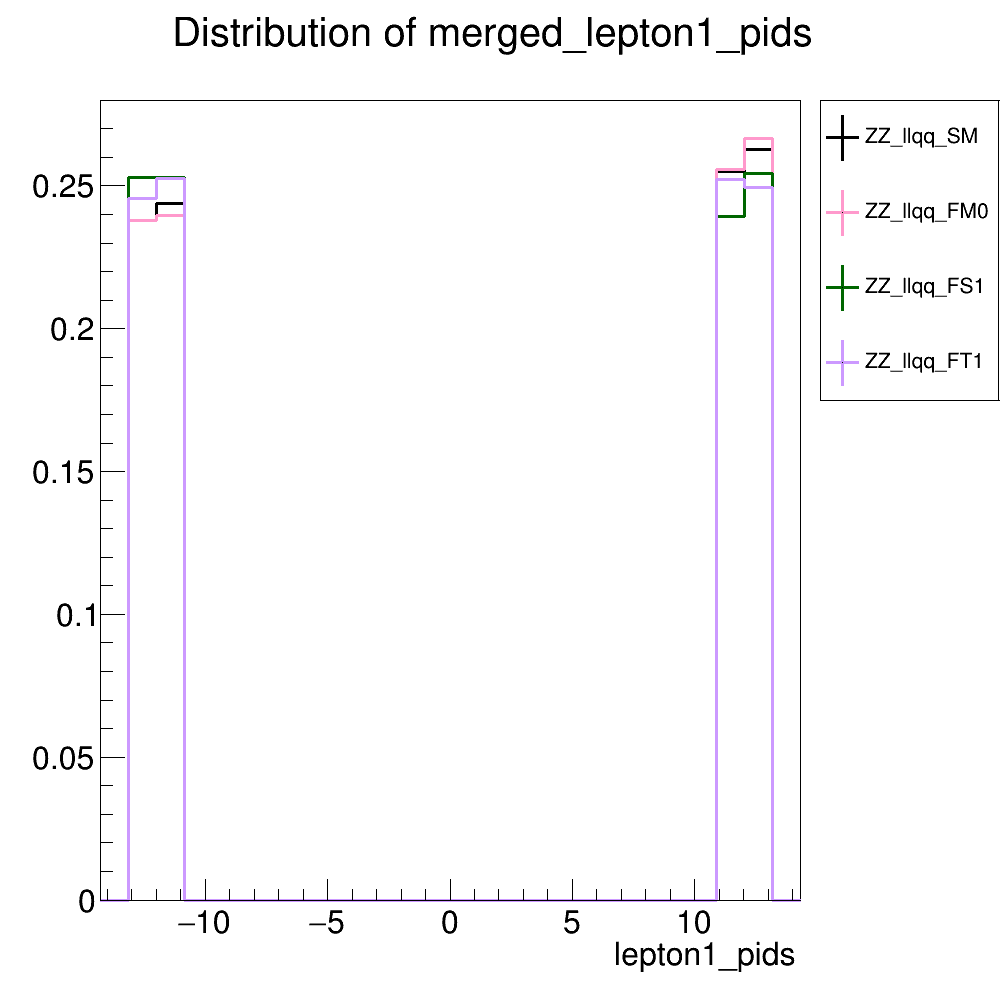 Distribution of merged_lepton1_pids
ZZ_llqq_SM
ZZ_llqq_FM0
ZZ_llqq_FS1
ZZ_llqq_FT1
0.25
0.2
0.15
0.1
0.05
0
−10 −5 0 5 10
lepton1_pids